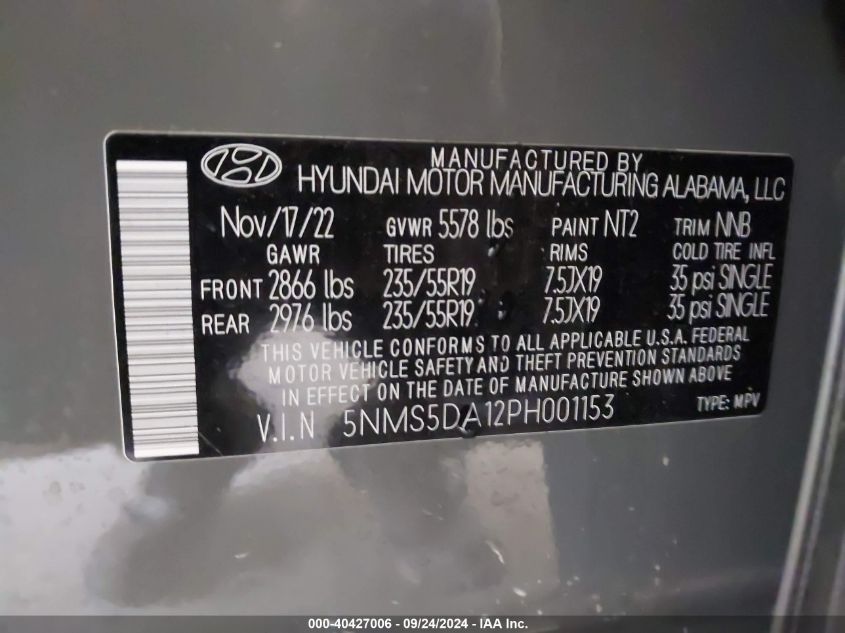 MANUFACTURED BY
HYUNDAI MOTOR MANUFACTURING ALABAMA, LLC
Nov/17/22 GVWR 5578 lbs PAINT NT2 TRIM NNB
GAWR TIRES RIMS COLD TIRE INFL
FRONT 2866 lbs 235/55R19 7.5JX19 35 psi SINGLE
REAR 2976 lbs 235/55R19 7.5JX19 35 psi SINGLE
THIS VEHICLE CONFORMS TO ALL APPLICABLE U.S.A. FEDERAL
MOTOR VEHICLE SAFETY AND THEFT PREVENTION STANDARDS
IN EFFECT ON THE DATE OF MANUFACTURE SHOWN ABOVE
V.I.N 5NMS5DA12PH001153 TYPE: MPV
000-40427006 - 09/24/2024 - IAA Inc.